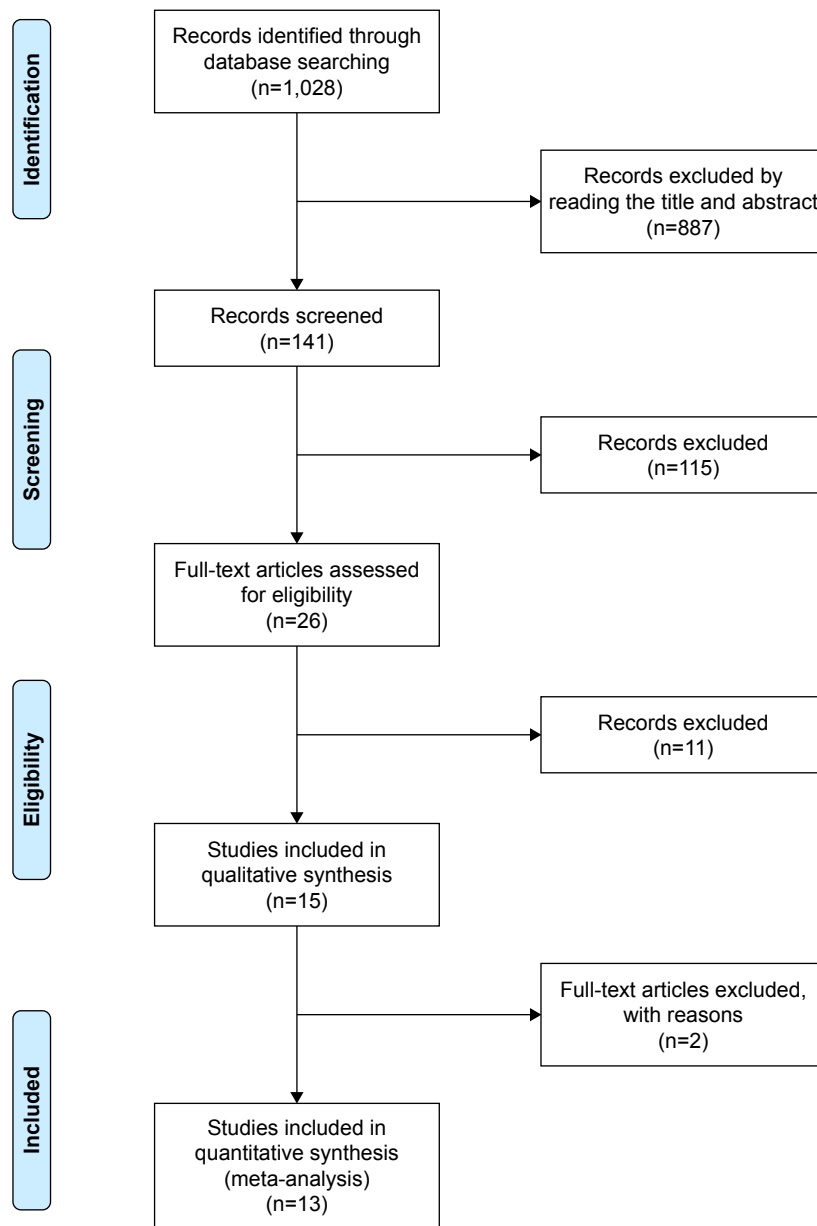 Identification
Records identified through
database searching
(n=1,028)
Records excluded by
reading the title and abstract
(n=887)
Screening
Records screened
(n=141)
Records excluded
(n=115)
Full-text articles assessed
for eligibility
(n=26)
Eligibility
Records excluded
(n=11)
Studies included in
qualitative synthesis
(n=15)
Included
Full-text articles excluded,
with reasons
(n=2)
Studies included in
quantitative synthesis
(meta-analysis)
(n=13)